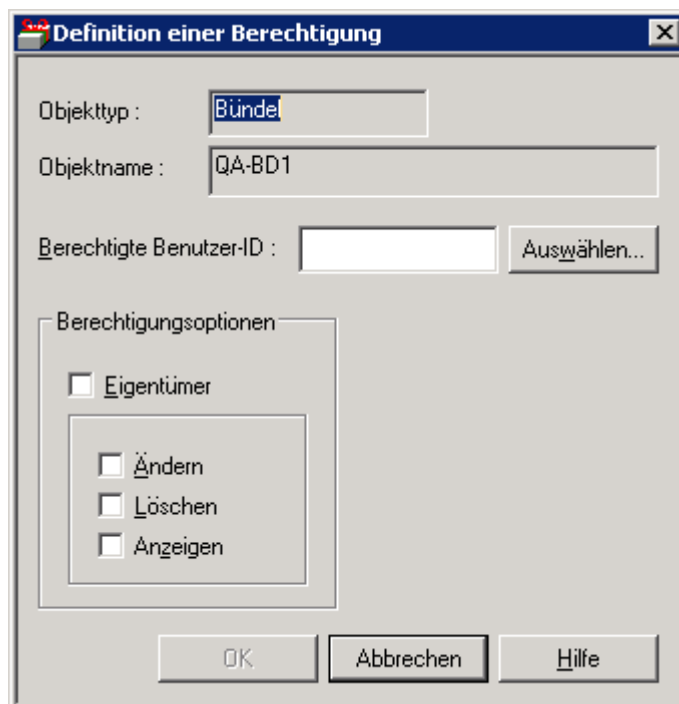 Definition einer Berechtigung
Objekttyp : Bündel
Objektname : QA-BD1
Berechtigte Benutzer-ID : Auswählen...
Berechtigungsoptionen
Eigentümer
Ändern
Löschen
Anzeigen
OK Abbrechen Hilfe